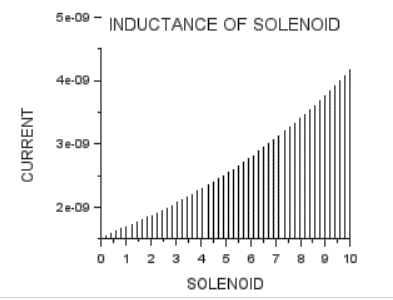 INDUCTANCE OF SOLENOID
5e-09
4e-09
3e-09
2e-09
CURRENT
0 1 2 3 4 5 6 7 8 9 10
SOLENOID